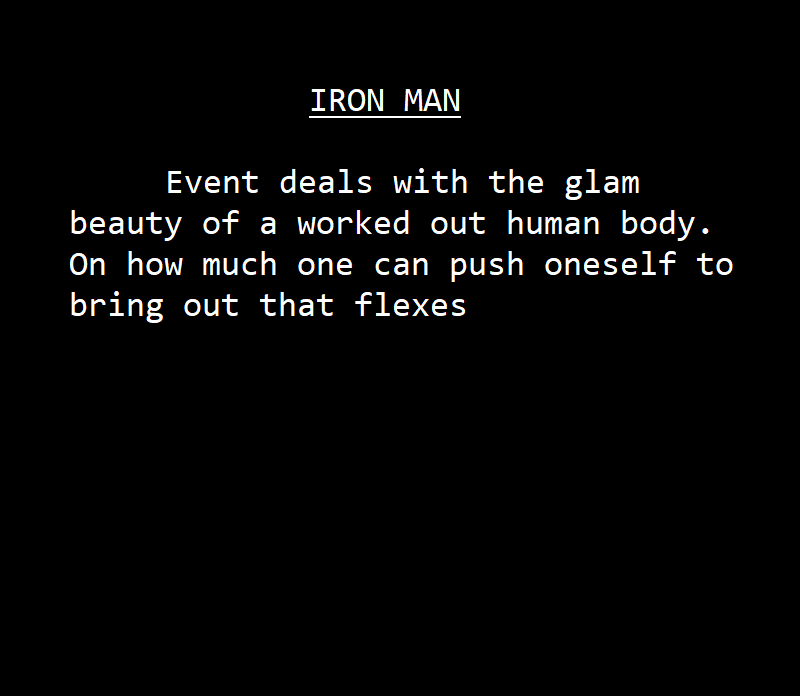 IRON MAN
Event deals with the glam
beauty of a worked out human body.
On how much one can push oneself to
bring out that flexes